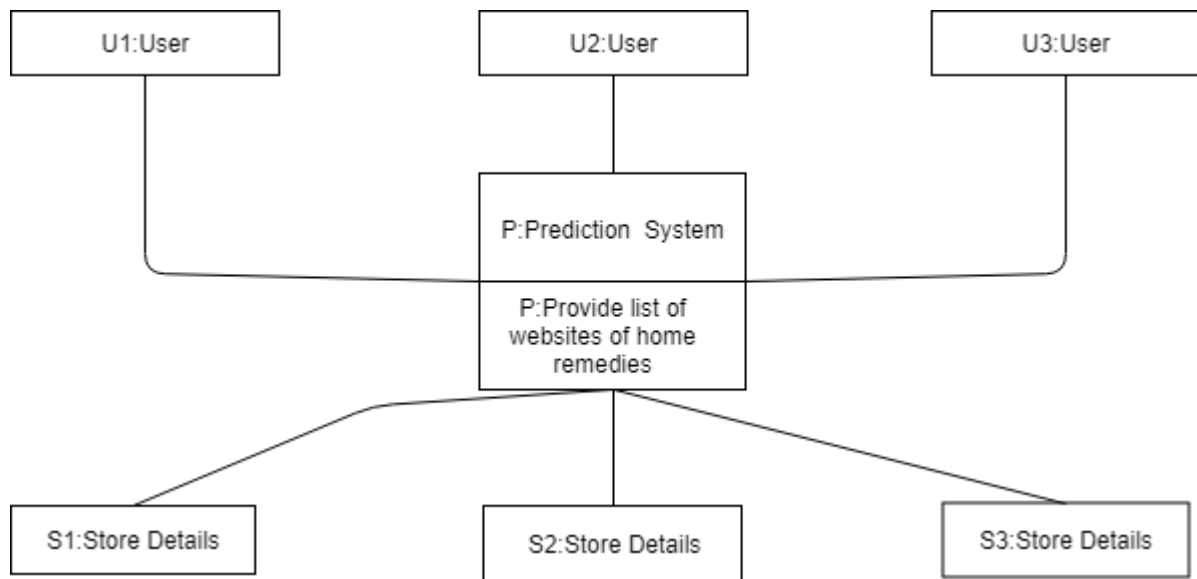 U1:User
U2:User
U3:User
P:Prediction System
P:Provide list of
websites of home
remedies
S1:Store Details
S2:Store Details
S3:Store Details